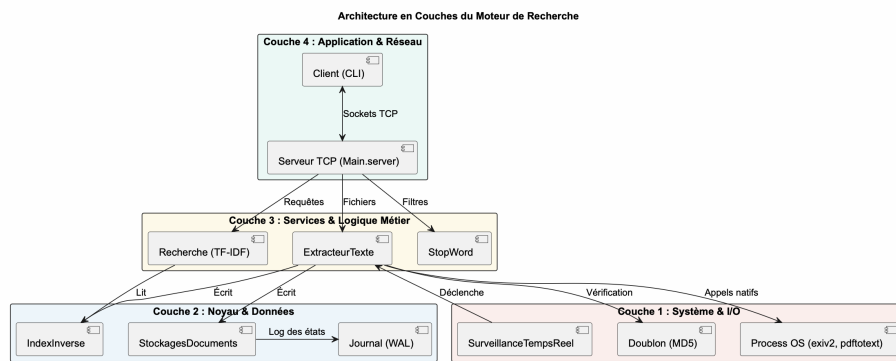 Architecture en Couches du Moteur de Recherche
Couche 4 : Application & Réseau
Client (CLI)
Sockets TCP
Serveur TCP (Main.server)
Requêtes
Fichiers
Filtres
Couche 3 : Services & Logique Métier
Recherche (TF-IDF)
ExtracteurTexte
StopWord
Lit
Écrit
Écrit
Déclenche
Vérification
Appels natifs
Couche 2 : Noyau & Données
IndexInverse
StockagesDocuments
Log des états
Journal (WAL)
Couche 1 : Système & I/O
SurveillanceTempsReel
Doublon (MD5)
Process OS (exiv2, pdftotext)